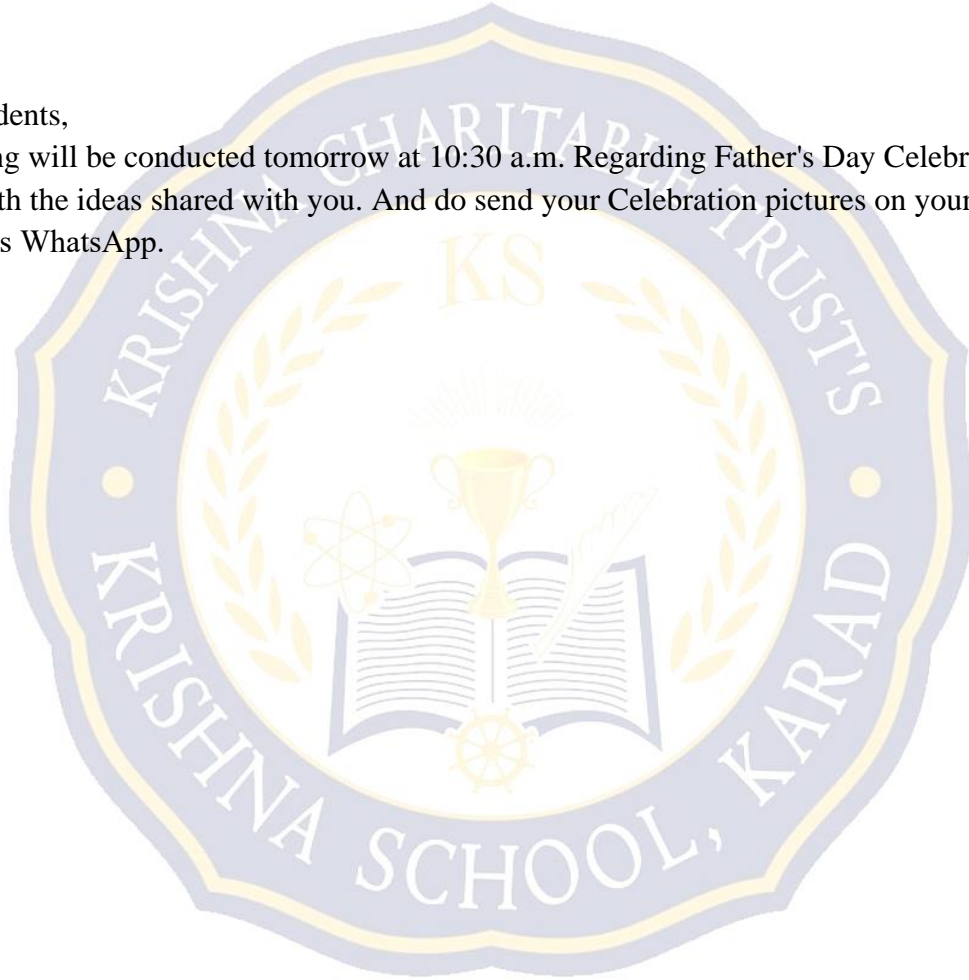 dents,
ng will be conducted tomorrow at 10:30 a.m. Regarding Father's Day Celebr
th the ideas shared with you. And do send your Celebration pictures on your
s WhatsApp.
KRISHNA CHARITABLE TRUST'S
KS
KRISHNA SCHOOL, KARAD